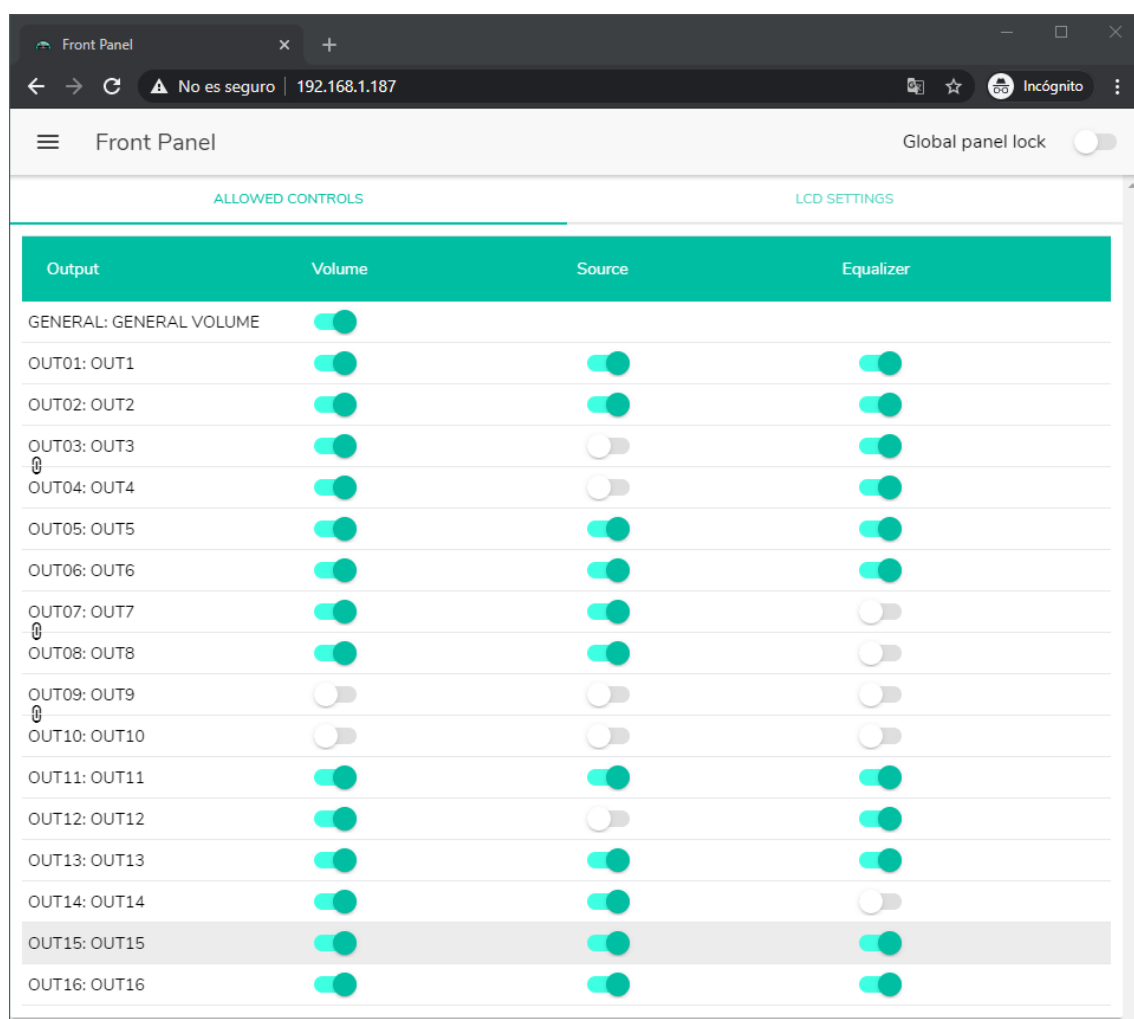 Front Panel
No es seguro | 192.168.1.187
Incógnito
Front Panel
Global panel lock
ALLOWED CONTROLS
LCD SETTINGS
Output Volume Source Equalizer
GENERAL: GENERAL VOLUME
OUT01: OUT1
OUT02: OUT2
OUT03: OUT3
OUT04: OUT4
OUT05: OUT5
OUT06: OUT6
OUT07: OUT7
OUT08: OUT8
OUT09: OUT9
OUT10: OUT10
OUT11: OUT11
OUT12: OUT12
OUT13: OUT13
OUT14: OUT14
OUT15: OUT15
OUT16: OUT16